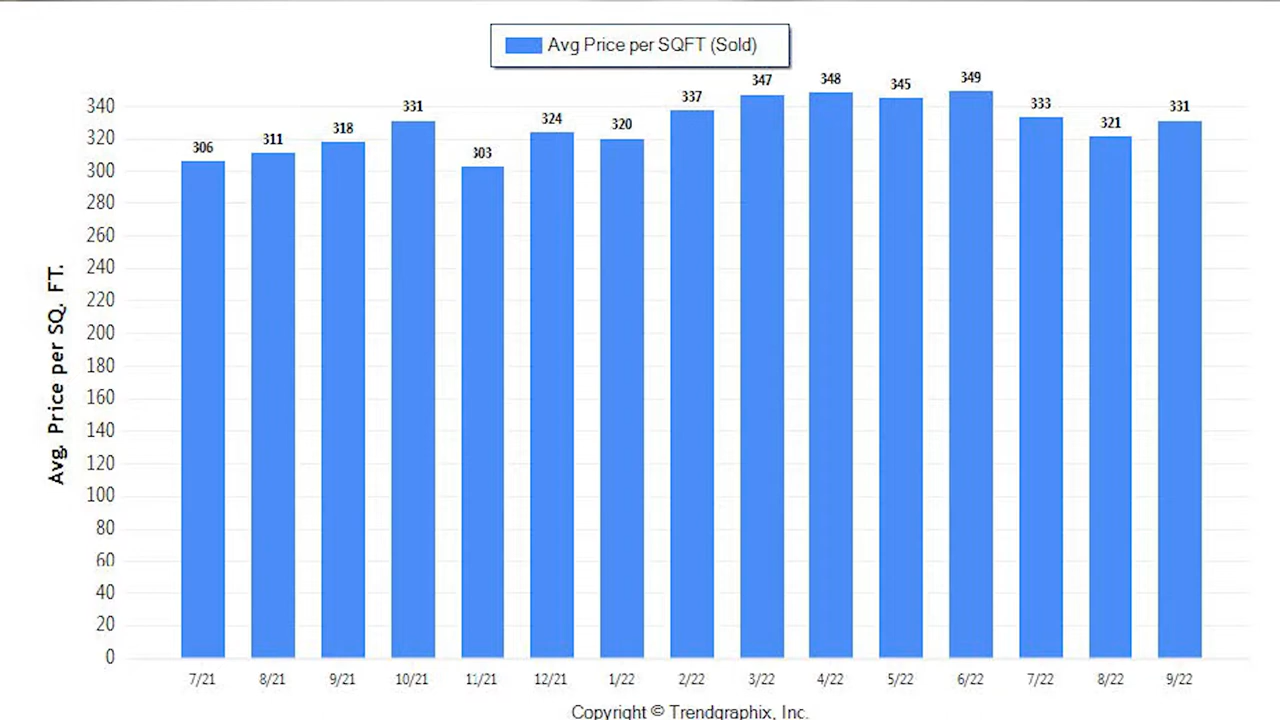 Avg Price per SQFT (Sold)
347 348 345 349
337
340 331 333 331
324 320 321
320 306 311 318
303
300
280
260
240
220
200
180
160
140
120
100
80
60
40
20
0
Avg. Price per SQ. FT.
7/21 8/21 9/21 10/21 11/21 12/21 1/22 2/22 3/22 4/22 5/22 6/22 7/22 8/22 9/22
Copyright © Trendgraphix, Inc.